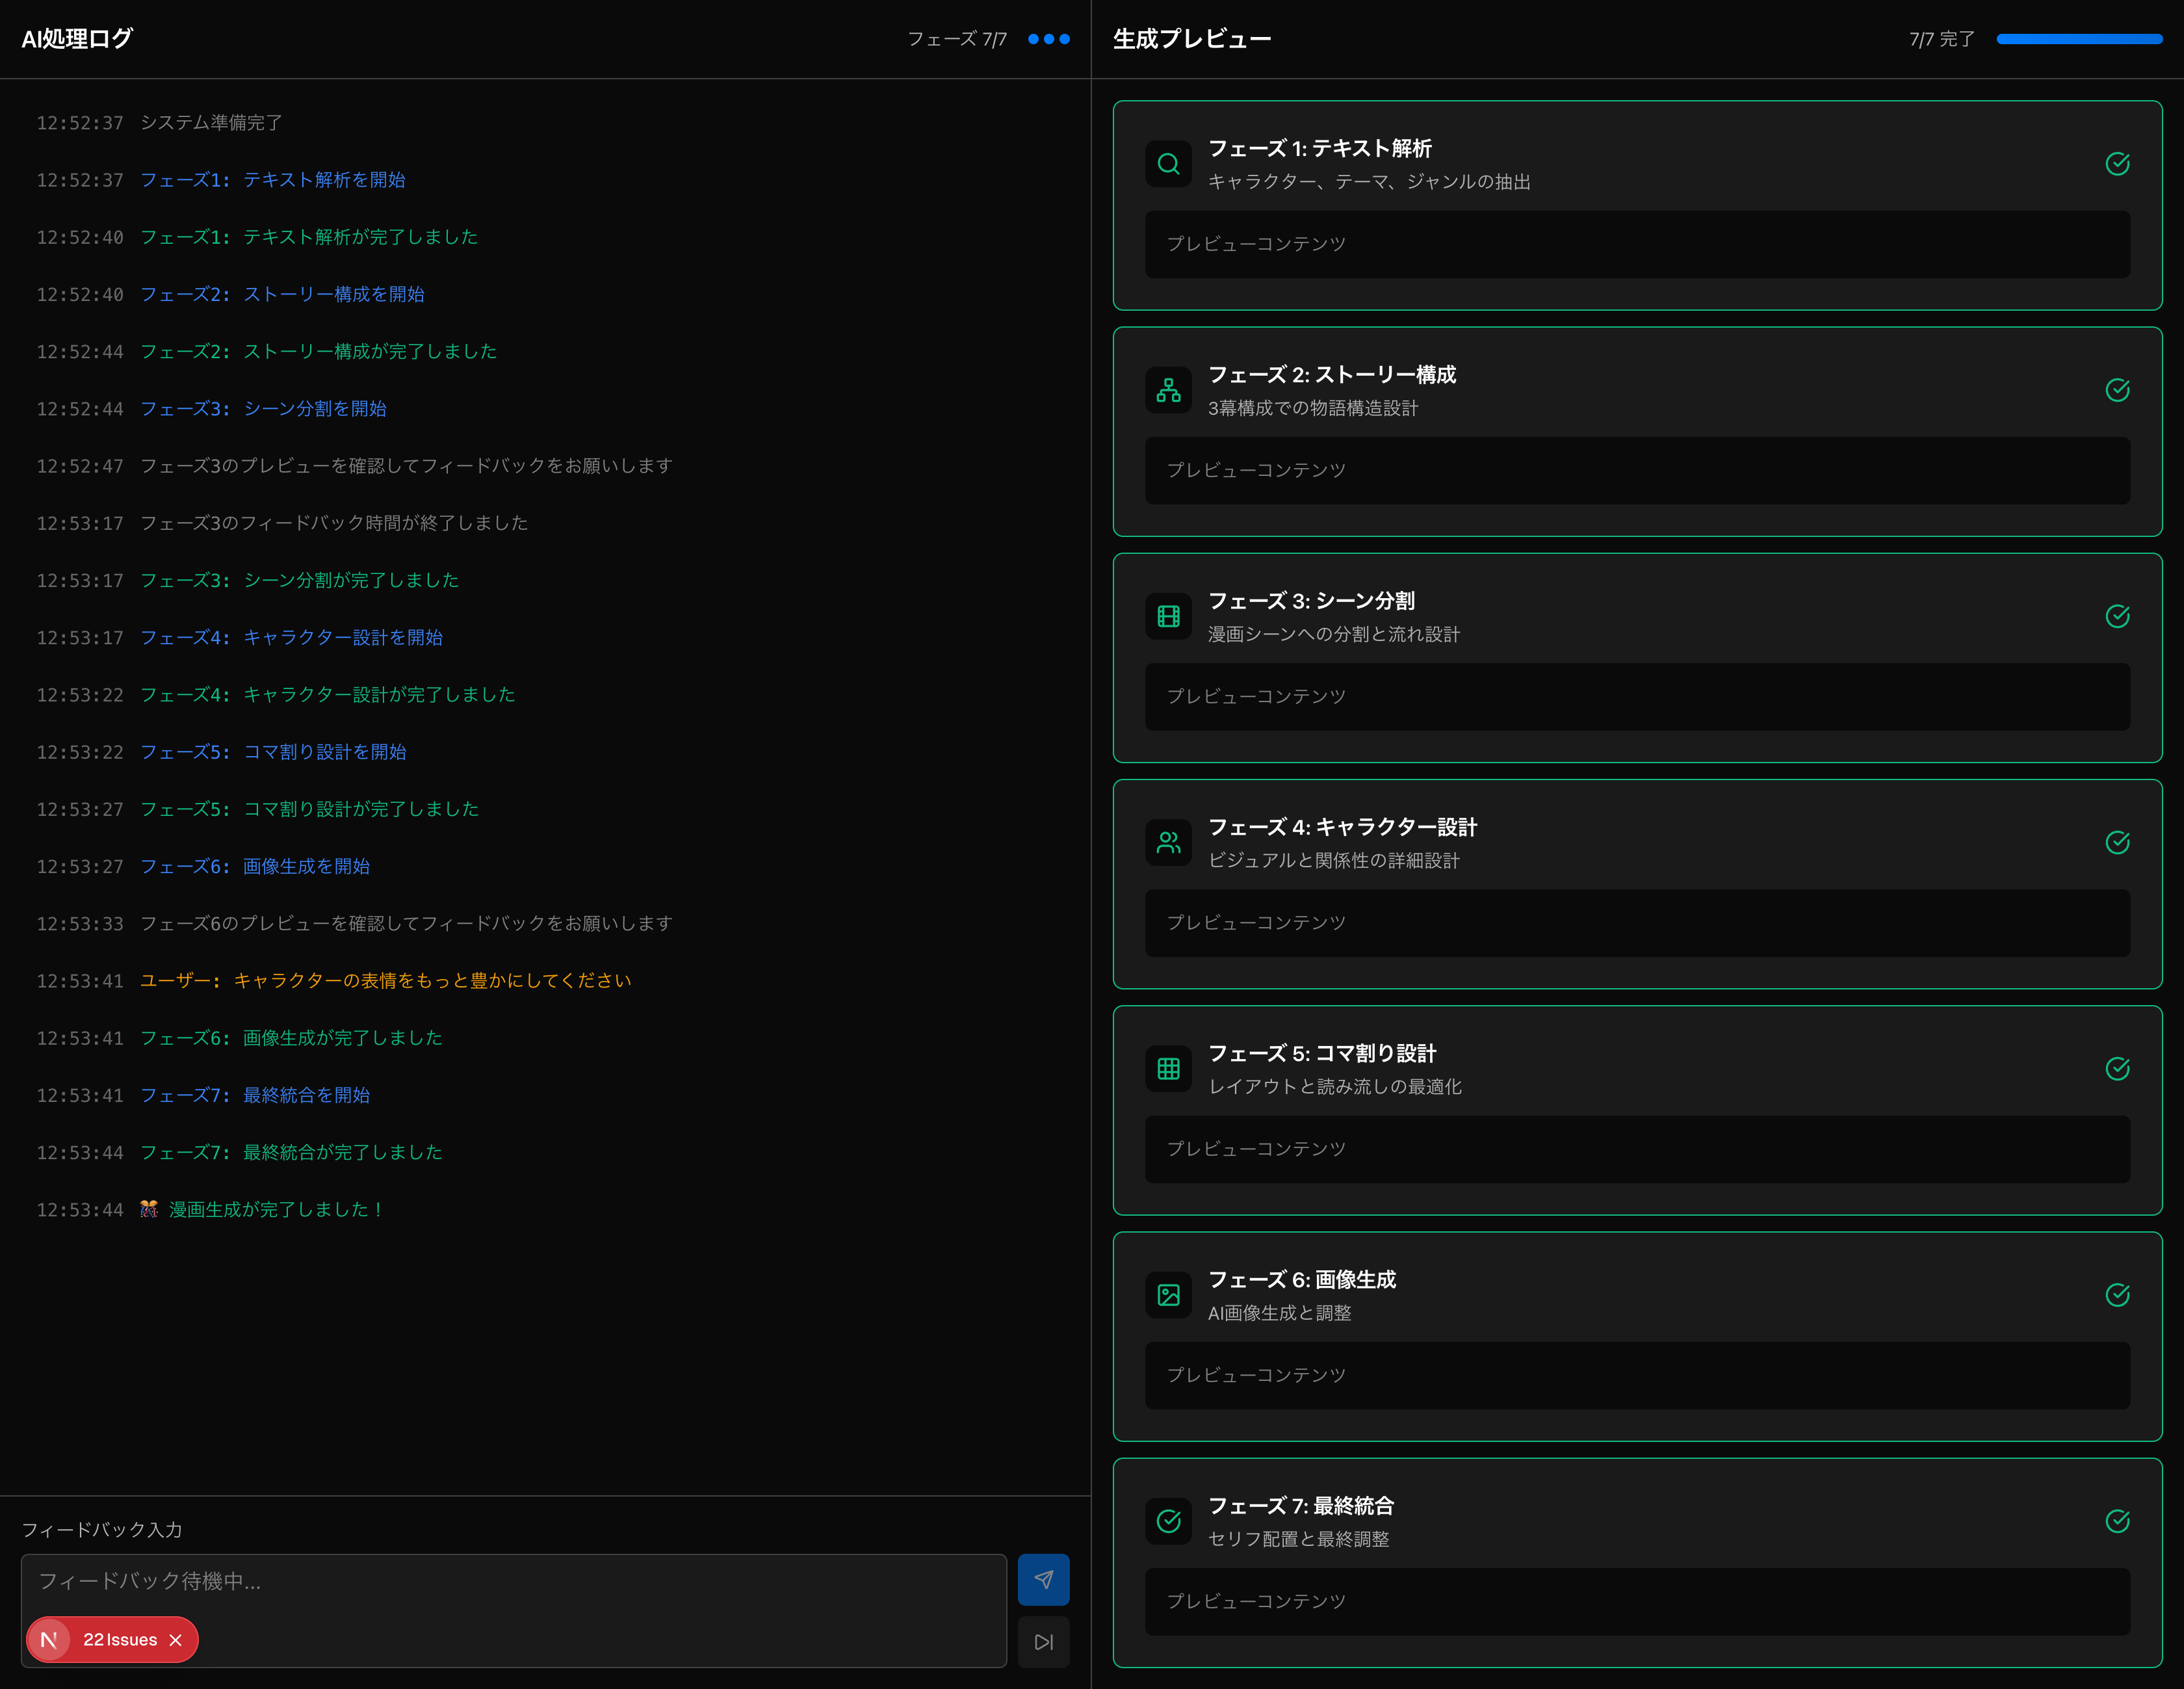 AI処理ログ
フェーズ 7/7
12:52:37 システム準備完了
12:52:37 フェーズ1: テキスト解析を開始
12:52:40 フェーズ1: テキスト解析が完了しました
12:52:40 フェーズ2: ストーリー構成を開始
12:52:44 フェーズ2: ストーリー構成が完了しました
12:52:44 フェーズ3: シーン分割を開始
12:52:47 フェーズ3のプレビューを確認してフィードバックをお願いします
12:53:17 フェーズ3のフィードバック時間が終了しました
12:53:17 フェーズ3: シーン分割が完了しました
12:53:17 フェーズ4: キャラクター設計を開始
12:53:22 フェーズ4: キャラクター設計が完了しました
12:53:22 フェーズ5: コマ割り設計を開始
12:53:27 フェーズ5: コマ割り設計が完了しました
12:53:27 フェーズ6: 画像生成を開始
12:53:33 フェーズ6のプレビューを確認してフィードバックをお願いします
12:53:41 ユーザー: キャラクターの表情をもっと豊かにしてください
12:53:41 フェーズ6: 画像生成が完了しました
12:53:41 フェーズ7: 最終統合を開始
12:53:44 フェーズ7: 最終統合が完了しました
12:53:44 🎊 漫画生成が完了しました！
フィードバック入力
フィードバック待機中...
N 22 Issues
生成プレビュー
7/7 完了
フェーズ 1: テキスト解析
キャラクター、テーマ、ジャンルの抽出
プレビューコンテンツ
フェーズ 2: ストーリー構成
3幕構成での物語構造設計
プレビューコンテンツ
フェーズ 3: シーン分割
漫画シーンへの分割と流れ設計
プレビューコンテンツ
フェーズ 4: キャラクター設計
ビジュアルと関係性の詳細設計
プレビューコンテンツ
フェーズ 5: コマ割り設計
レイアウトと読み流しの最適化
プレビューコンテンツ
フェーズ 6: 画像生成
AI画像生成と調整
プレビューコンテンツ
フェーズ 7: 最終統合
セリフ配置と最終調整
プレビューコンテンツ